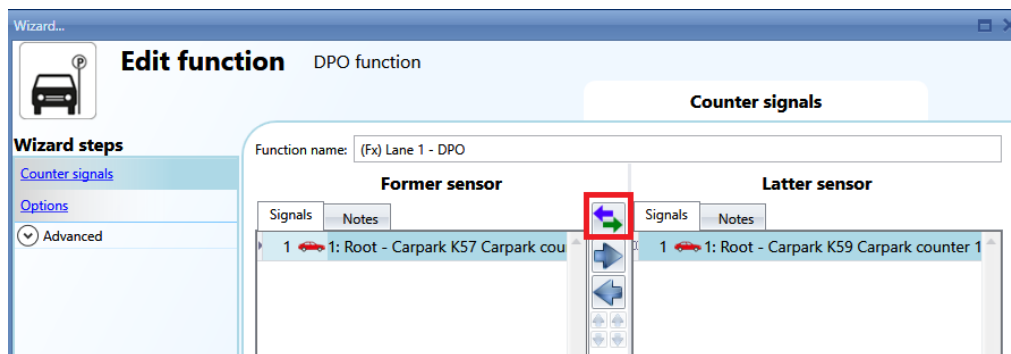 Wizard...
Edit function DPO function
Counter signals
Wizard steps
Counter signals
Options
Advanced
Function name: (Fx) Lane 1 - DPO
Former sensor
Latter sensor
Signals Notes
Signals Notes
1 1: Root - Carpark K57 Carpark cou
1 1: Root - Carpark K59 Carpark counter 1
P